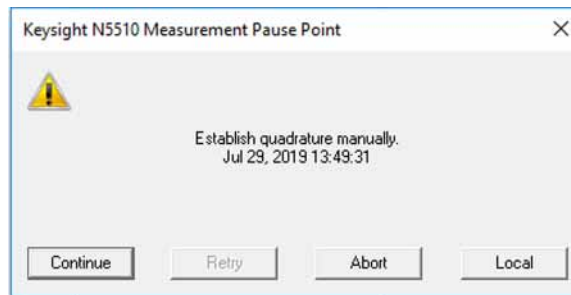 Keysight N5510 Measurement Pause Point
Establish quadrature manually.
Jul 29, 2019 13:49:31
Continue Retry Abort Local